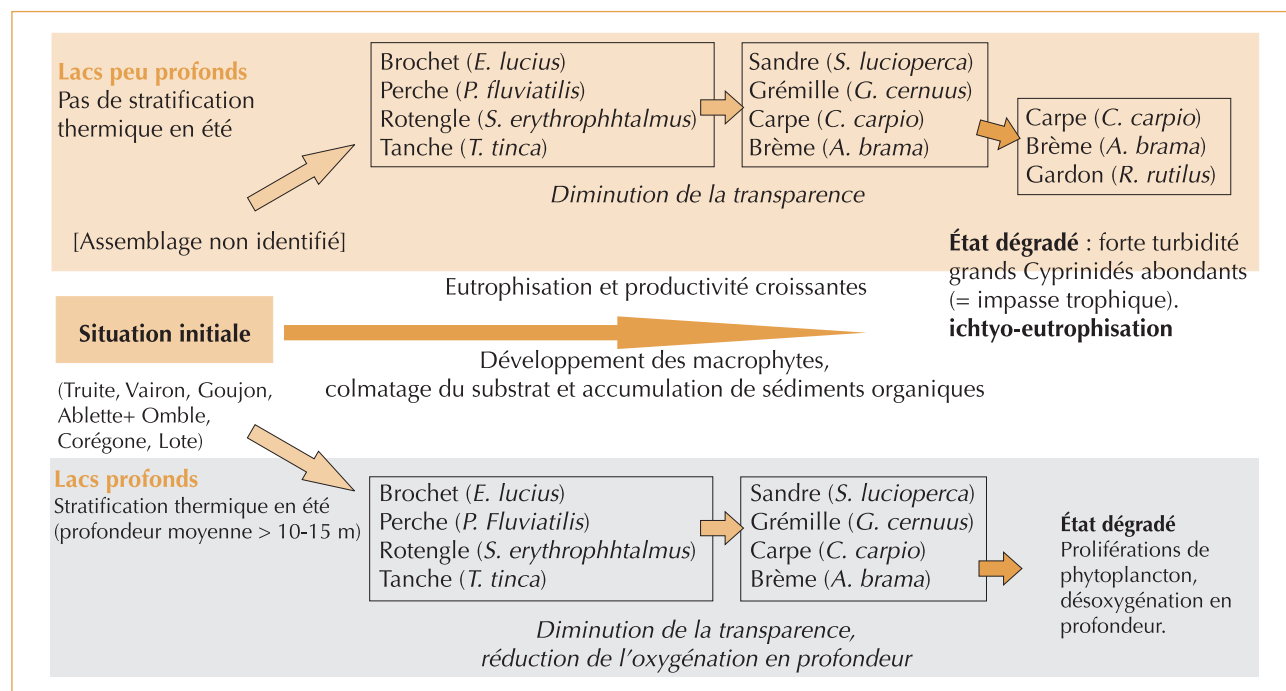 Lacs peu profonds
Pas de stratification
thermique en été
Brochet (E. lucius)
Perche (P. fluviatilis)
Rotengle (S. erythrophhtalmus)
Tanche (T. tinca)
Sandre (S. lucioperca)
Grémille (G. cernuus)
Carpe (C. carpio)
Brème (A. brama)
Carpe (C. carpio)
Brème (A. brama)
Gardon (R. rutilus)
Diminution de la transparence
[Assemblage non identifié]
État dégradé : forte turbidité
grands Cyprinidés abondants
(= impasse trophique).
ichtyo-eutrophisation
Eutrophisation et productivité croissantes
Situation initiale
Développement des macrophytes,
colmatage du substrat et accumulation de sédiments organiques
(Truite, Vairon, Goujon,
Ablette+ Omble,
Corégone, Lote)
Lacs profonds
Stratification thermique en été
(profondeur moyenne > 10-15 m)
Brochet (E. lucius)
Perche (P. Fluviatilis)
Rotengle (S. erythrophhtalmus)
Tanche (T. tinca)
Sandre (S. lucioperca)
Grémille (G. cernuus)
Carpe (C. carpio)
Brème (A. brama)
État dégradé
Proliférations de
phytoplancton,
désoxygénation en
profondeur.
Diminution de la transparence,
réduction de l'oxygénation en profondeur